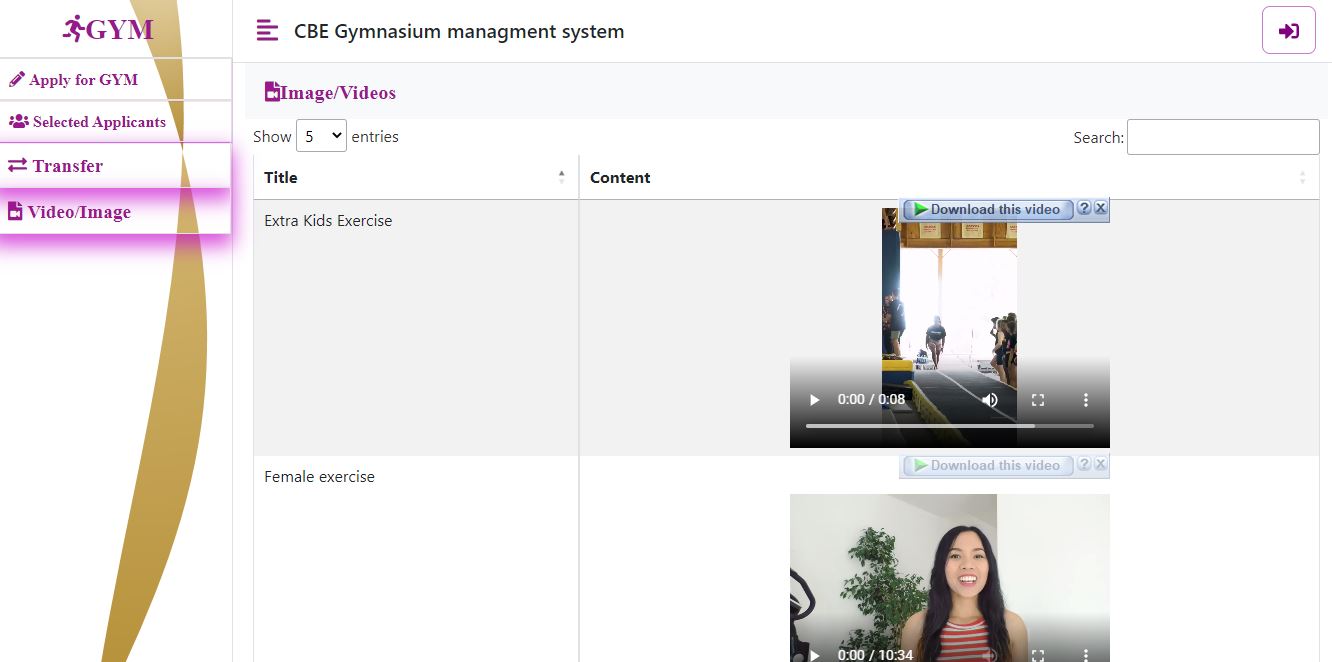 GYM
CBE Gymnasium managment system
Apply for GYM
Selected Applicants
Transfer
Video/Image
Image/Videos
Show 5 entries
Search:
Title
Content
Extra Kids Exercise
Download this video ? X
0:00 / 0:08
Female exercise
Download this video ? X
0:00 / 10:34